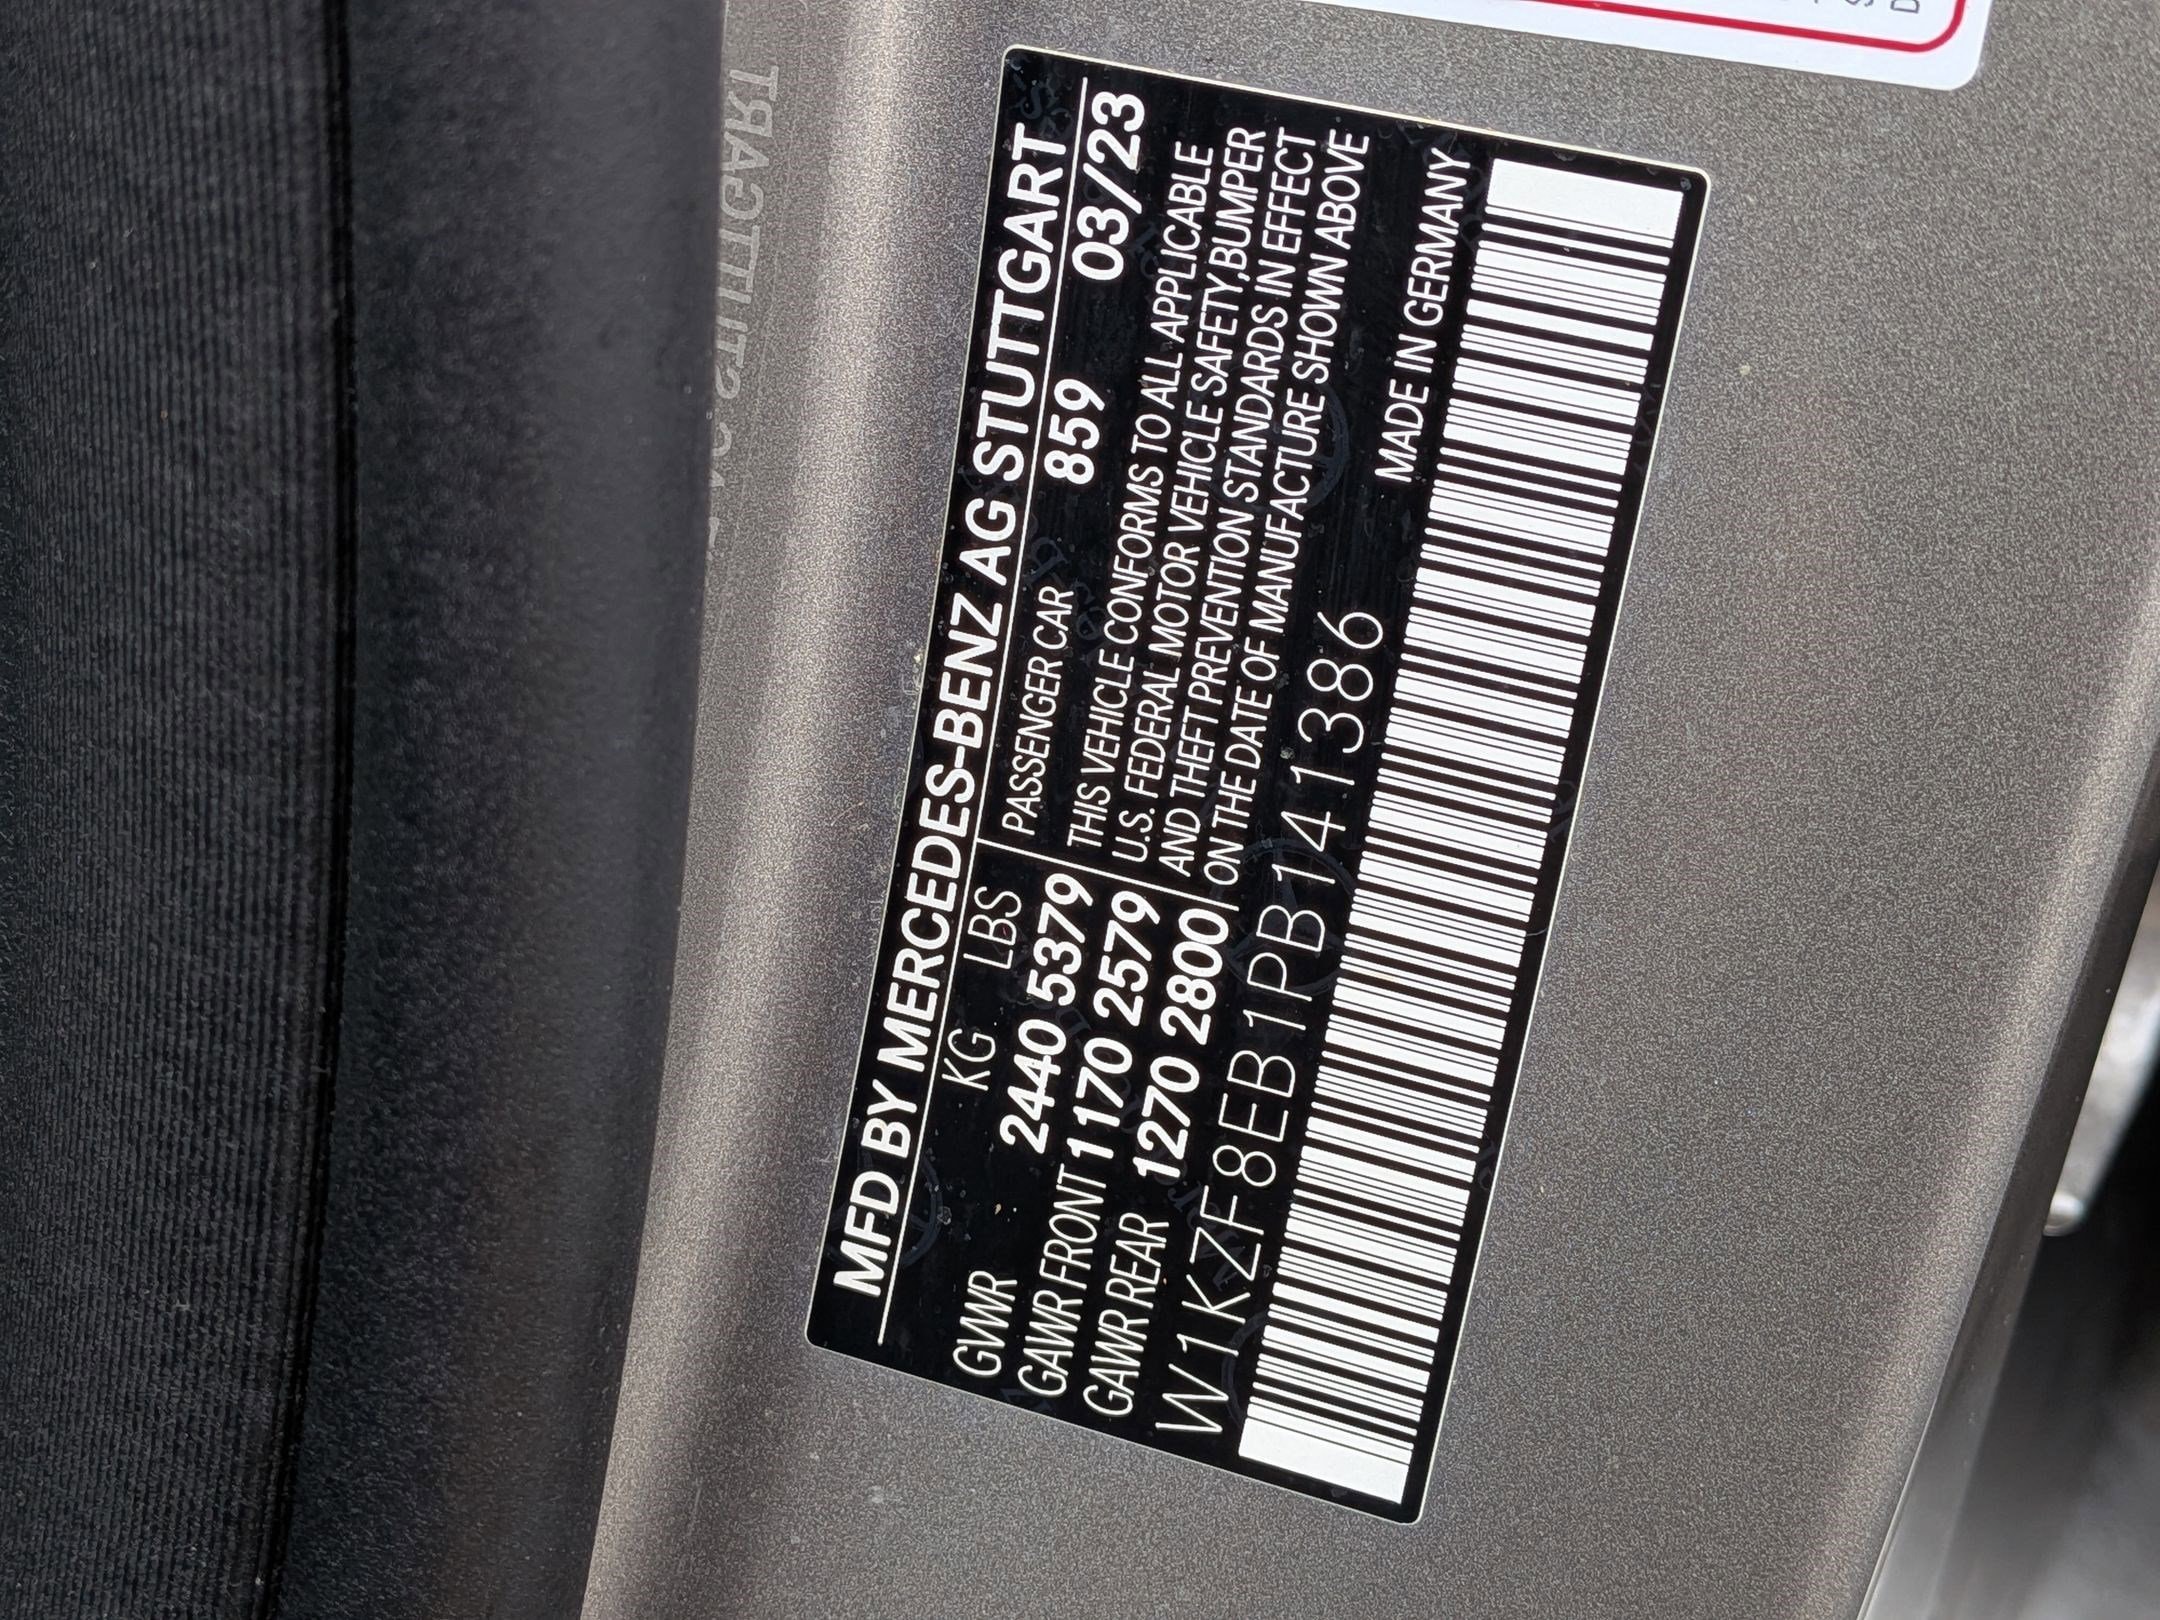 MFD BY MERCEDES-BENZ AG STUTTGART
KG LBS PASSENGER CAR 859 03/23
GVWR 2440 5379
GAWR FRONT 1170 2579
GAWR REAR 1270 2800
THIS VEHICLE CONFORMS TO ALL APPLICABLE
U.S. FEDERAL MOTOR VEHICLE SAFETY,BUMPER
AND THEFT PREVENTION STANDARDS IN EFFECT
ON THE DATE OF MANUFACTURE SHOWN ABOVE
W1KZF8EB1PB141386
MADE IN GERMANY